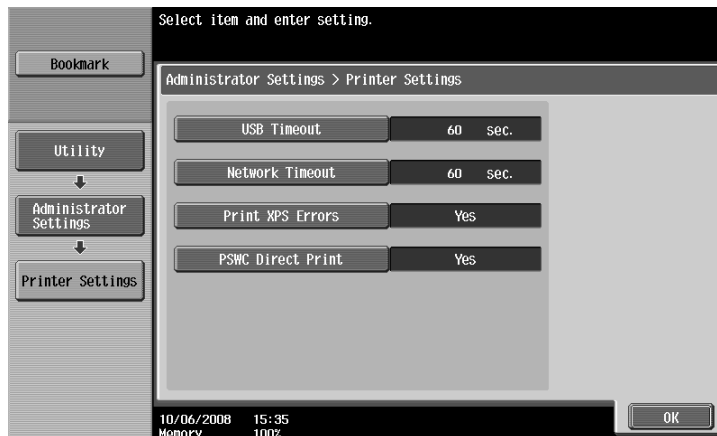 Select item and enter setting.
Bookmark
Administrator Settings > Printer Settings
USB Timeout 60 sec.
Utility
Network Timeout 60 sec.
Administrator
Settings
Print XPS Errors Yes
PSWC Direct Print Yes
Printer Settings
10/06/2008 15:35
Memory 100%
OK